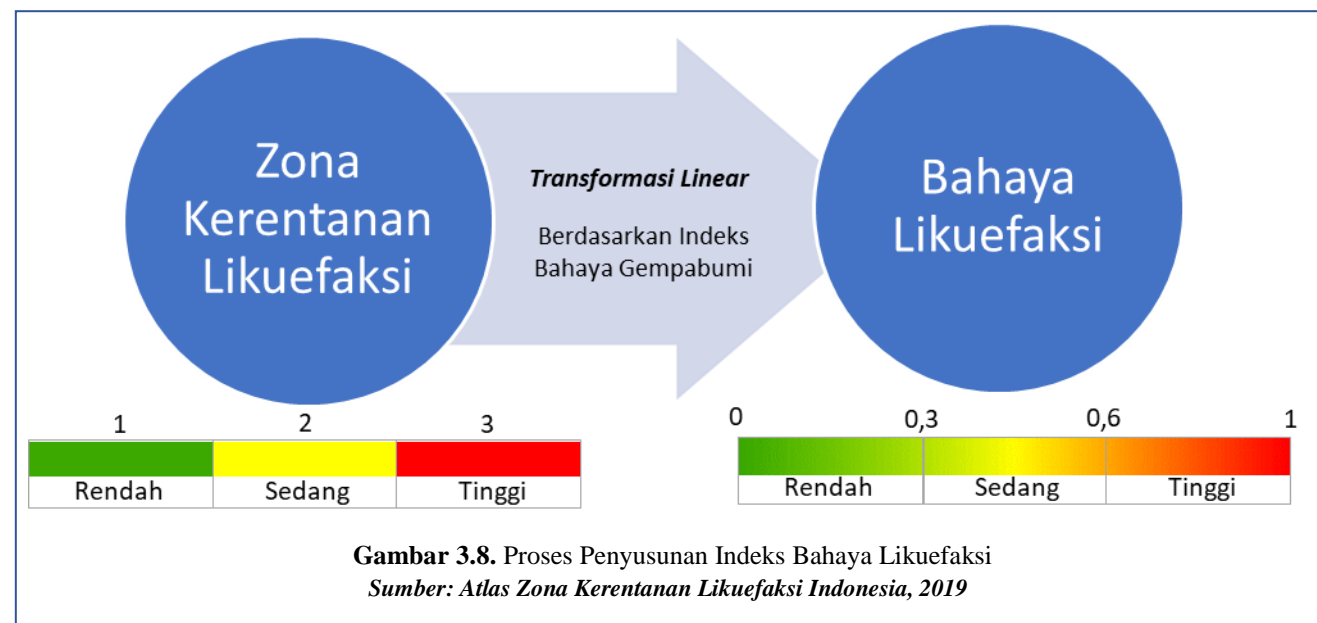 Zona
Kerentanan
Likuefaksi
Transformasi Linear
Berdasarkan Indeks
Bahaya Gempabumi
Bahaya
Likuefaksi
1 2 3
Rendah Sedang Tinggi
0 0,3 0,6 1
Rendah Sedang Tinggi
Gambar 3.8. Proses Penyusunan Indeks Bahaya Likuefaksi
Sumber: Atlas Zona Kerentanan Likuefaksi Indonesia, 2019